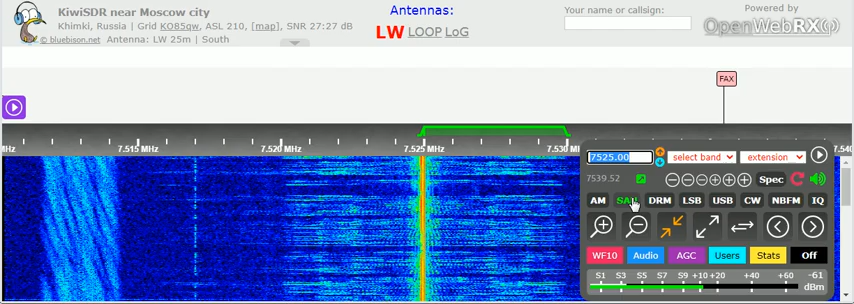 KiwiSDR near Moscow city
Khimki, Russia | Grid KO85qw, ASL 210, [map], SNR 27:27 dB
© bluebison.net Antenna: LW 25m | South
Antennas:
LW LOOP LoG
Your name or callsign:
Powered by
OpenWebRX
FAX
MHz 7.515 MHz 7.520 MHz 7.525 MHz 7.530 MHz 7.540
7525.00 select band extension
7539.52 Spec
AM SA DRM LSB USB CW NBFM IQ
WF10 Audio AGC Users Stats Off
S1 S3 S5 S7 S9 +10 +20 +40 +60 -61
dBm